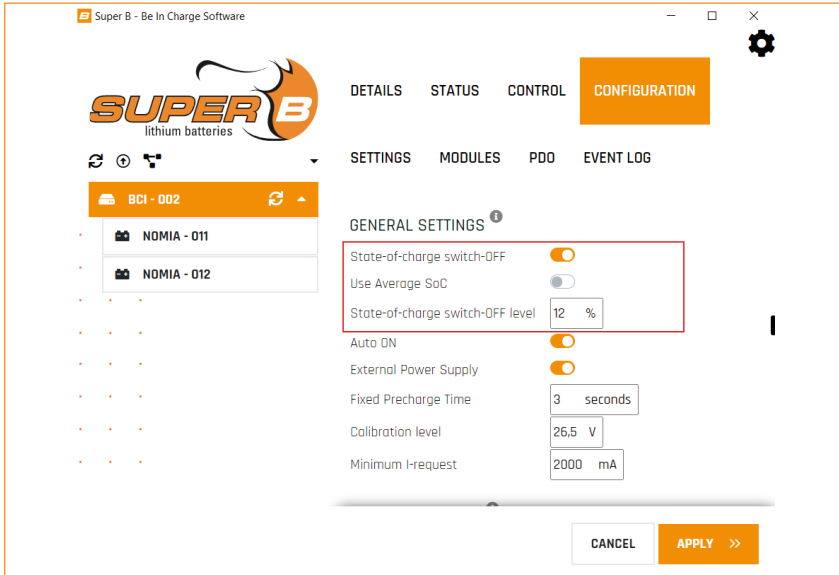 Super B - Be In Charge Software
SUPER B
lithium batteries
DETAILS STATUS CONTROL CONFIGURATION
SETTINGS MODULES PDO EVENT LOG
BCI - 002
NOMIA - 011
NOMIA - 012
GENERAL SETTINGS
State-of-charge switch-OFF
Use Average SoC
State-of-charge switch-OFF level 12 %
Auto ON
External Power Supply
Fixed Precharge Time 3 seconds
Calibration level 26,5 V
Minimum I-request 2000 mA
CANCEL APPLY